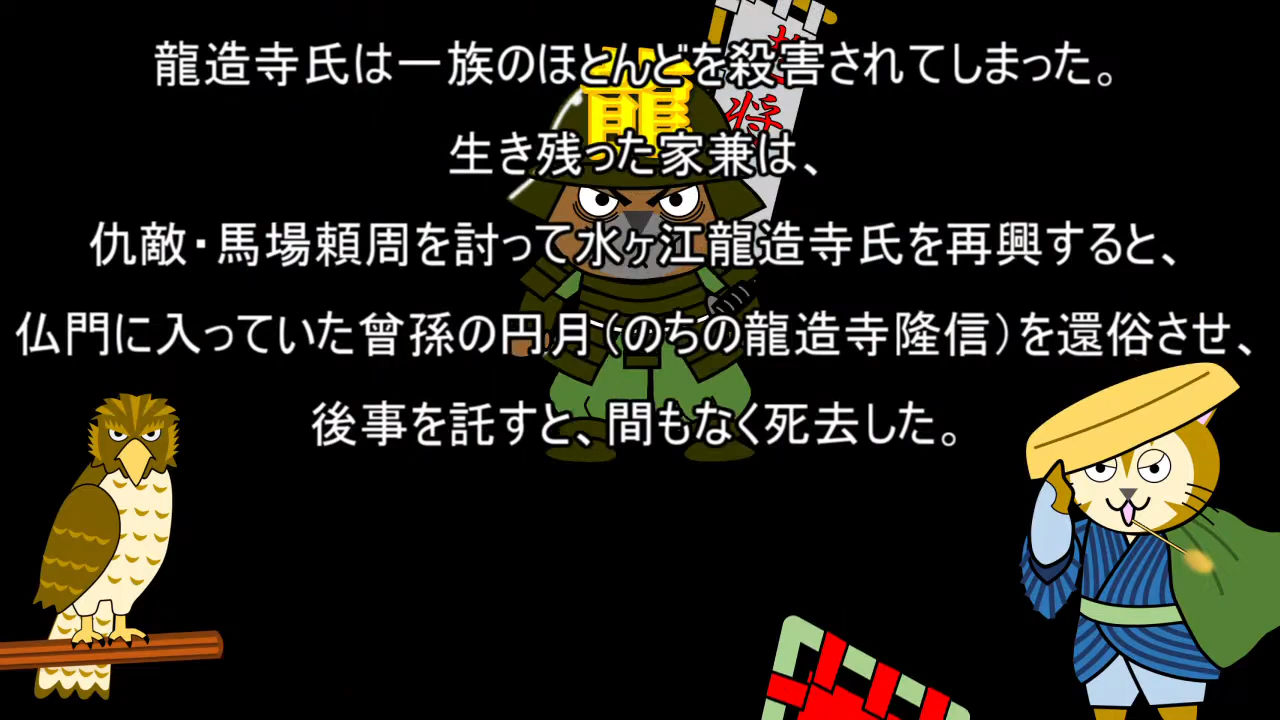 龍造寺氏は一族のほとんどを殺害されてしまった。
生き残った家兼は、
仇敵・馬場頼周を討って水ヶ江龍造寺氏を再興すると、
仏門に入っていた曾孫の円月（のちの龍造寺隆信）を還俗させ、
後事を託すと、間もなく死去した。
龍
将